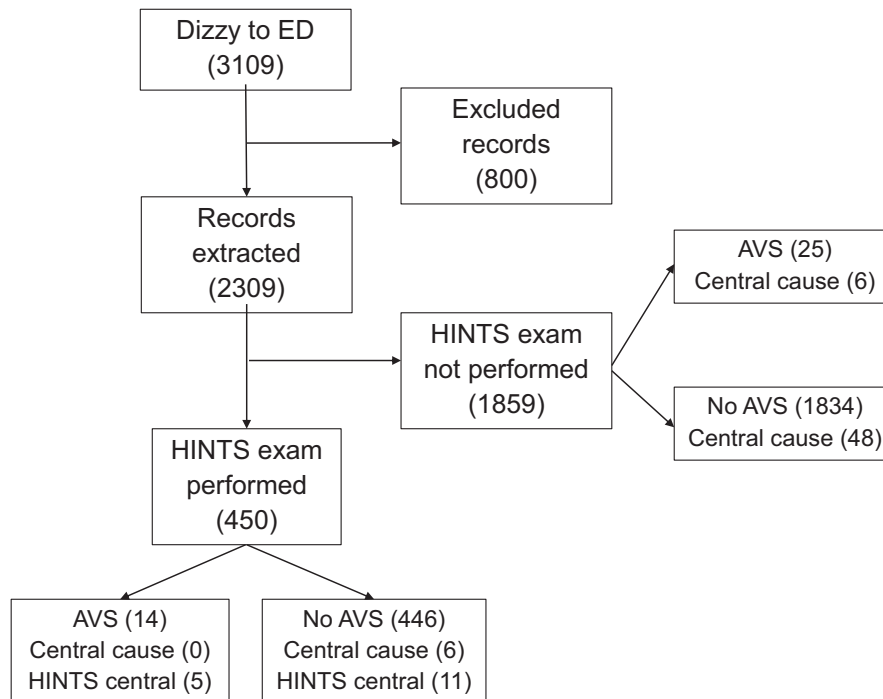 Dizzy to ED
(3109)
Excluded
records
(800)
Records
extracted
(2309)
AVS (25)
Central cause (6)
HINTS exam
not performed
(1859)
No AVS (1834)
Central cause (48)
HINTS exam
performed
(450)
AVS (14)
Central cause (0)
HINTS central (5)
No AVS (446)
Central cause (6)
HINTS central (11)